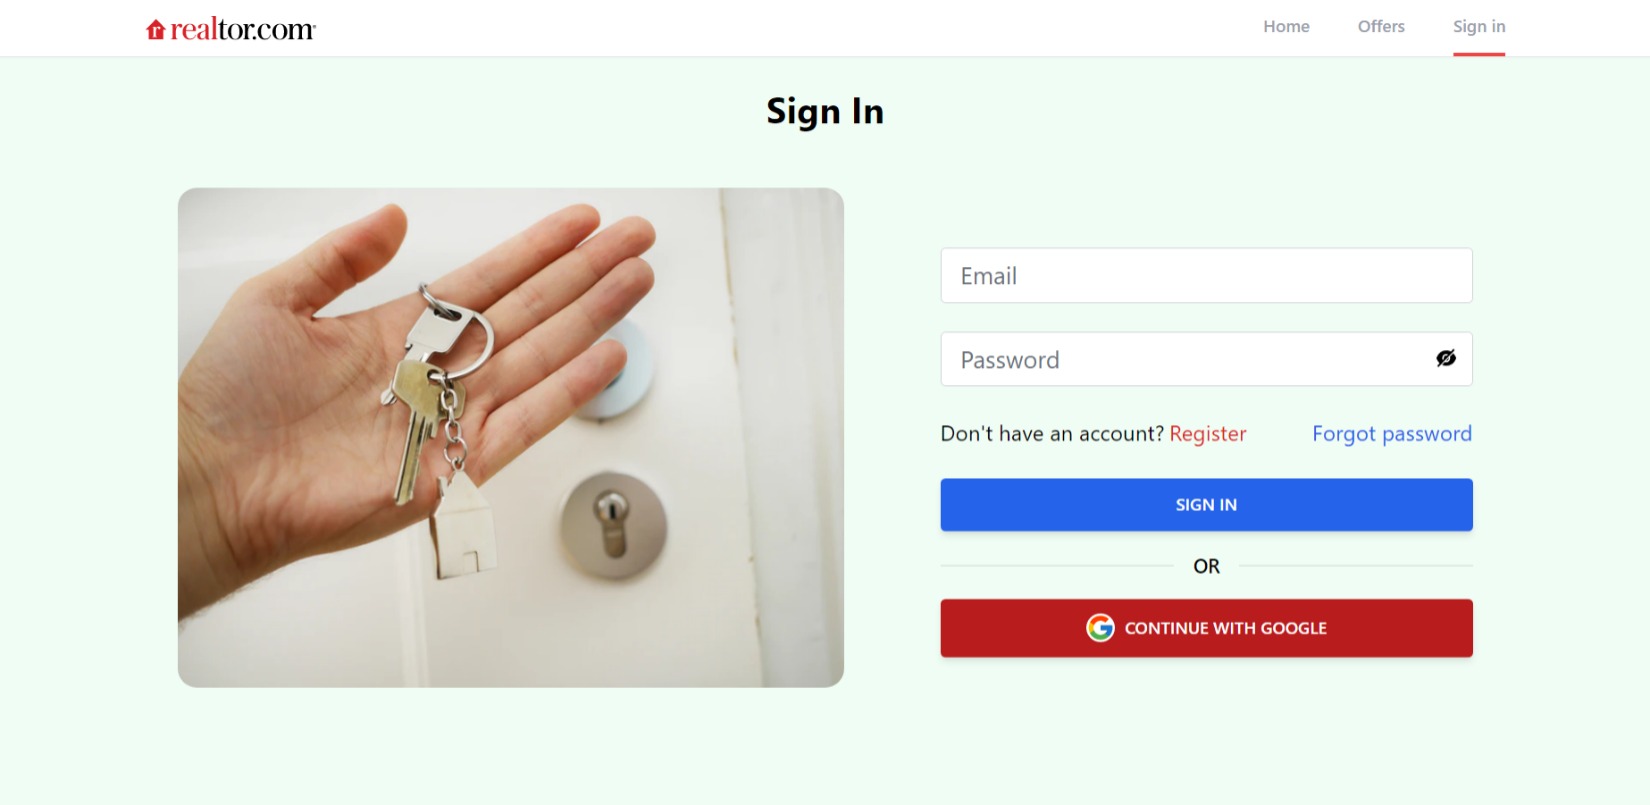 realtor.com®
Home
Offers
Sign in
Sign In
Email
Password
Don't have an account? Register
Forgot password
SIGN IN
OR
CONTINUE WITH GOOGLE